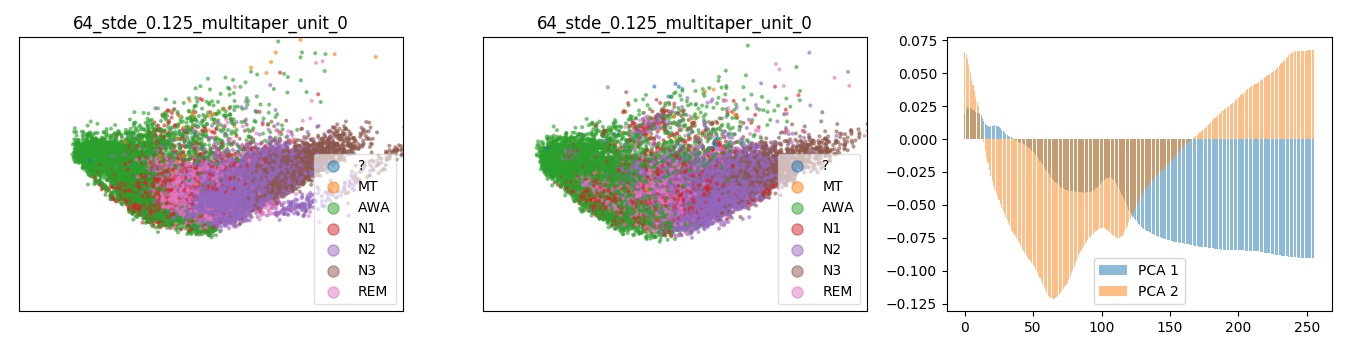 64_stde_0.125_multitaper_unit_0
?
MT
AWA
N1
N2
N3
REM
64_stde_0.125_multitaper_unit_0
?
MT
AWA
N1
N2
N3
REM
0.075
0.050
0.025
0.000
−0.025
−0.050
−0.075
−0.100
−0.125
PCA 1
PCA 2
0 50 100 150 200 250